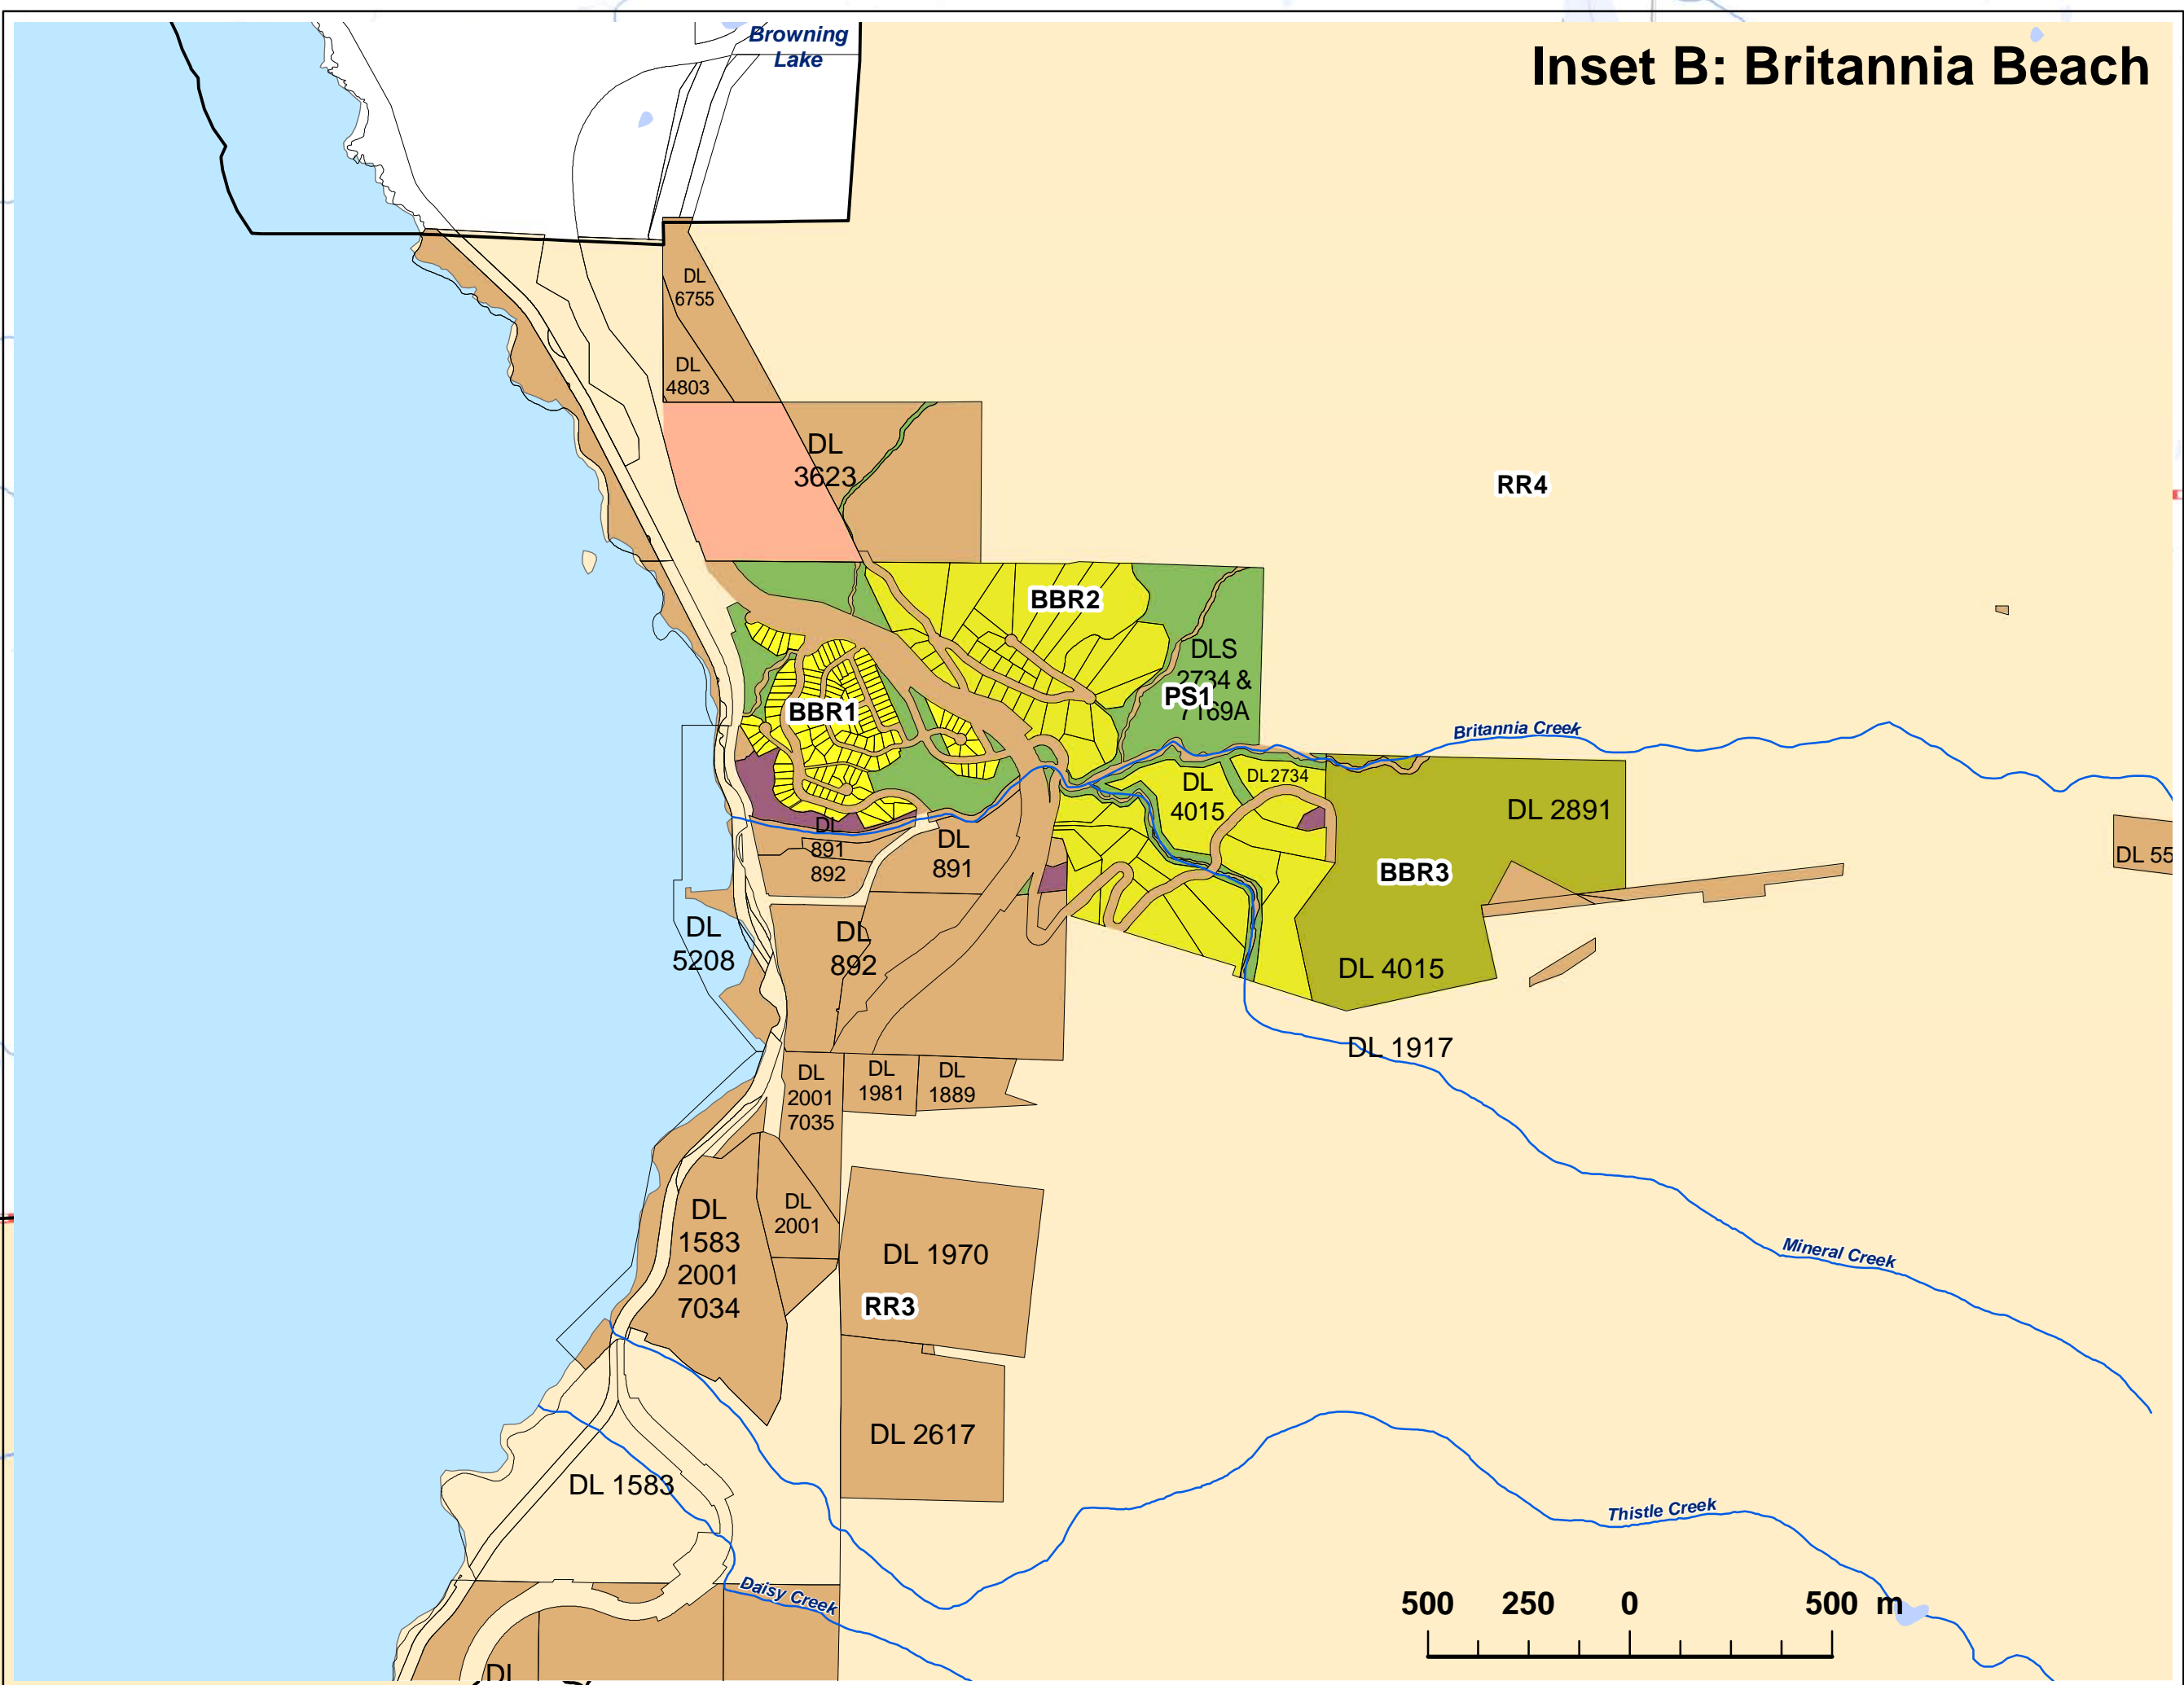 Browning
Lake
Inset B: Britannia Beach
DL
6755
DL
4803
DL
3623
RR4
BBR2
DLS
2734 &
7169A
PS1
BBR1
Britannia Creek
DL
4015
DL 2734
DL 2891
DL
891
892
DL
891
BBR3
DL 55
DL
5208
DL
892
DL 4015
DL 1917
DL
2001
7035
DL
1981
DL
1889
DL
1583
2001
7034
DL
2001
DL 1970
RR3
Mineral Creek
DL 2617
DL 1583
Thistle Creek
Daisy Creek
500 250 0 500 m
DL